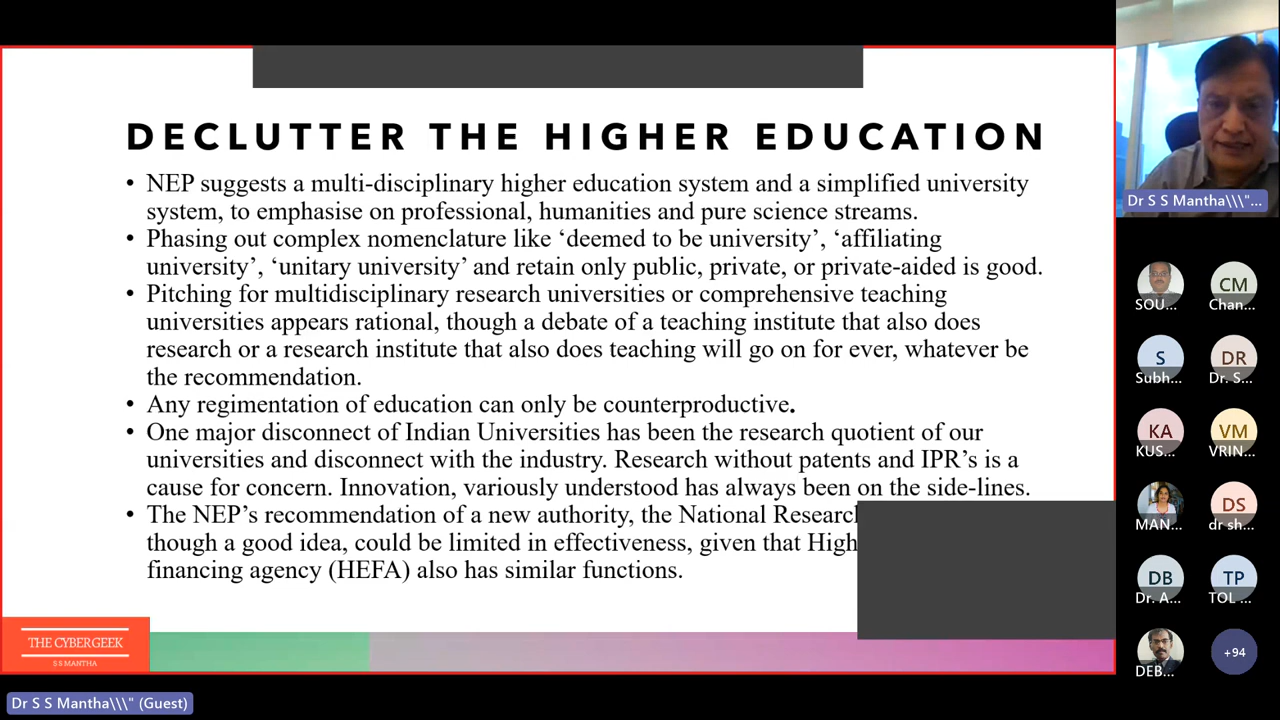 DECLUTTER THE HIGHER EDUCATION
• NEP suggests a multi-disciplinary higher education system and a simplified university
system, to emphasise on professional, humanities and pure science streams.
• Phasing out complex nomenclature like ‘deemed to be university’, ‘affiliating
university’, ‘unitary university’ and retain only public, private, or private-aided is good.
• Pitching for multidisciplinary research universities or comprehensive teaching
universities appears rational, though a debate of a teaching institute that also does
research or a research institute that also does teaching will go on for ever, whatever be
the recommendation.
• Any regimentation of education can only be counterproductive.
• One major disconnect of Indian Universities has been the research quotient of our
universities and disconnect with the industry. Research without patents and IPR’s is a
cause for concern. Innovation, variously understood has always been on the side-lines.
• The NEP’s recommendation of a new authority, the National Research
though a good idea, could be limited in effectiveness, given that High
financing agency (HEFA) also has similar functions.
THE CYBERGEEK
S S MANTHA
Dr S S Mantha\\\" (Guest)
Dr S S Mantha\\\"...
SOU...
CM
Chan...
S
Subh...
DR
Dr. S...
KA
KUS...
VM
VRIN...
MAN...
DS
dr sh...
DB
Dr. A...
TP
TOL ...
DEB...
+94